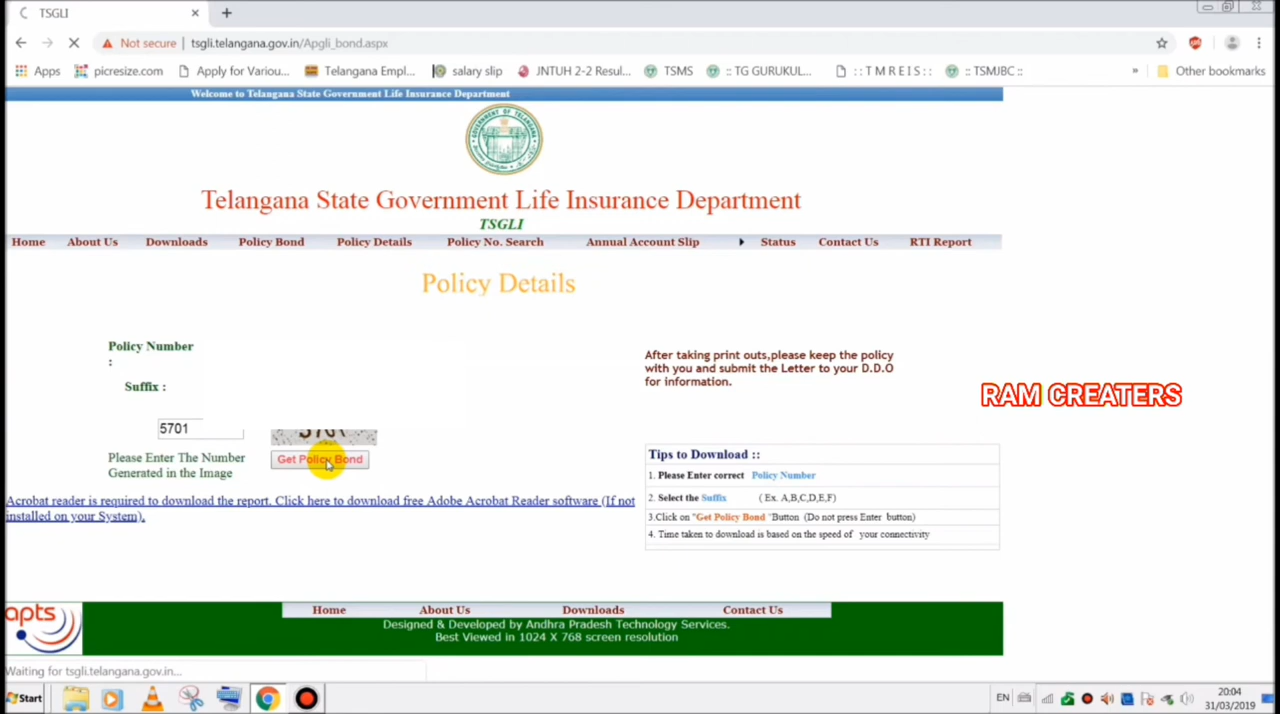 TSGLI
Not secure | tsgli.telangana.gov.in/Apgli_bond.aspx
Apps picresize.com Apply for Variou... Telangana Empl... salary slip JNTUH 2-2 Resul... TSMS :: TG GURUKUL... : : T M R E I S : : :: TSMJBC :: » Other bookmarks
Welcome to Telangana State Government Life Insurance Department
Telangana State Government Life Insurance Department
TSGLI
Home About Us Downloads Policy Bond Policy Details Policy No. Search Annual Account Slip Status Contact Us RTI Report
Policy Details
Policy Number
:
Suffix :
5701
Please Enter The Number
Generated in the Image
Get Policy Bond
Acrobat reader is required to download the report. Click here to download free Adobe Acrobat Reader software (If not
installed on your System).
After taking print outs,please keep the policy
with you and submit the Letter to your D.D.O
for information.
RAM CREATERS
Tips to Download ::
1. Please Enter correct Policy Number
2. Select the Suffix ( Ex. A,B,C,D,E,F)
3.Click on "Get Policy Bond "Button (Do not press Enter button)
4. Time taken to download is based on the speed of your connectivity
apts
Home About Us Downloads Contact Us
Designed & Developed by Andhra Pradesh Technology Services.
Best Viewed in 1024 X 768 screen resolution
Waiting for tsgli.telangana.gov.in...
Start
EN
20:04
31/03/2019